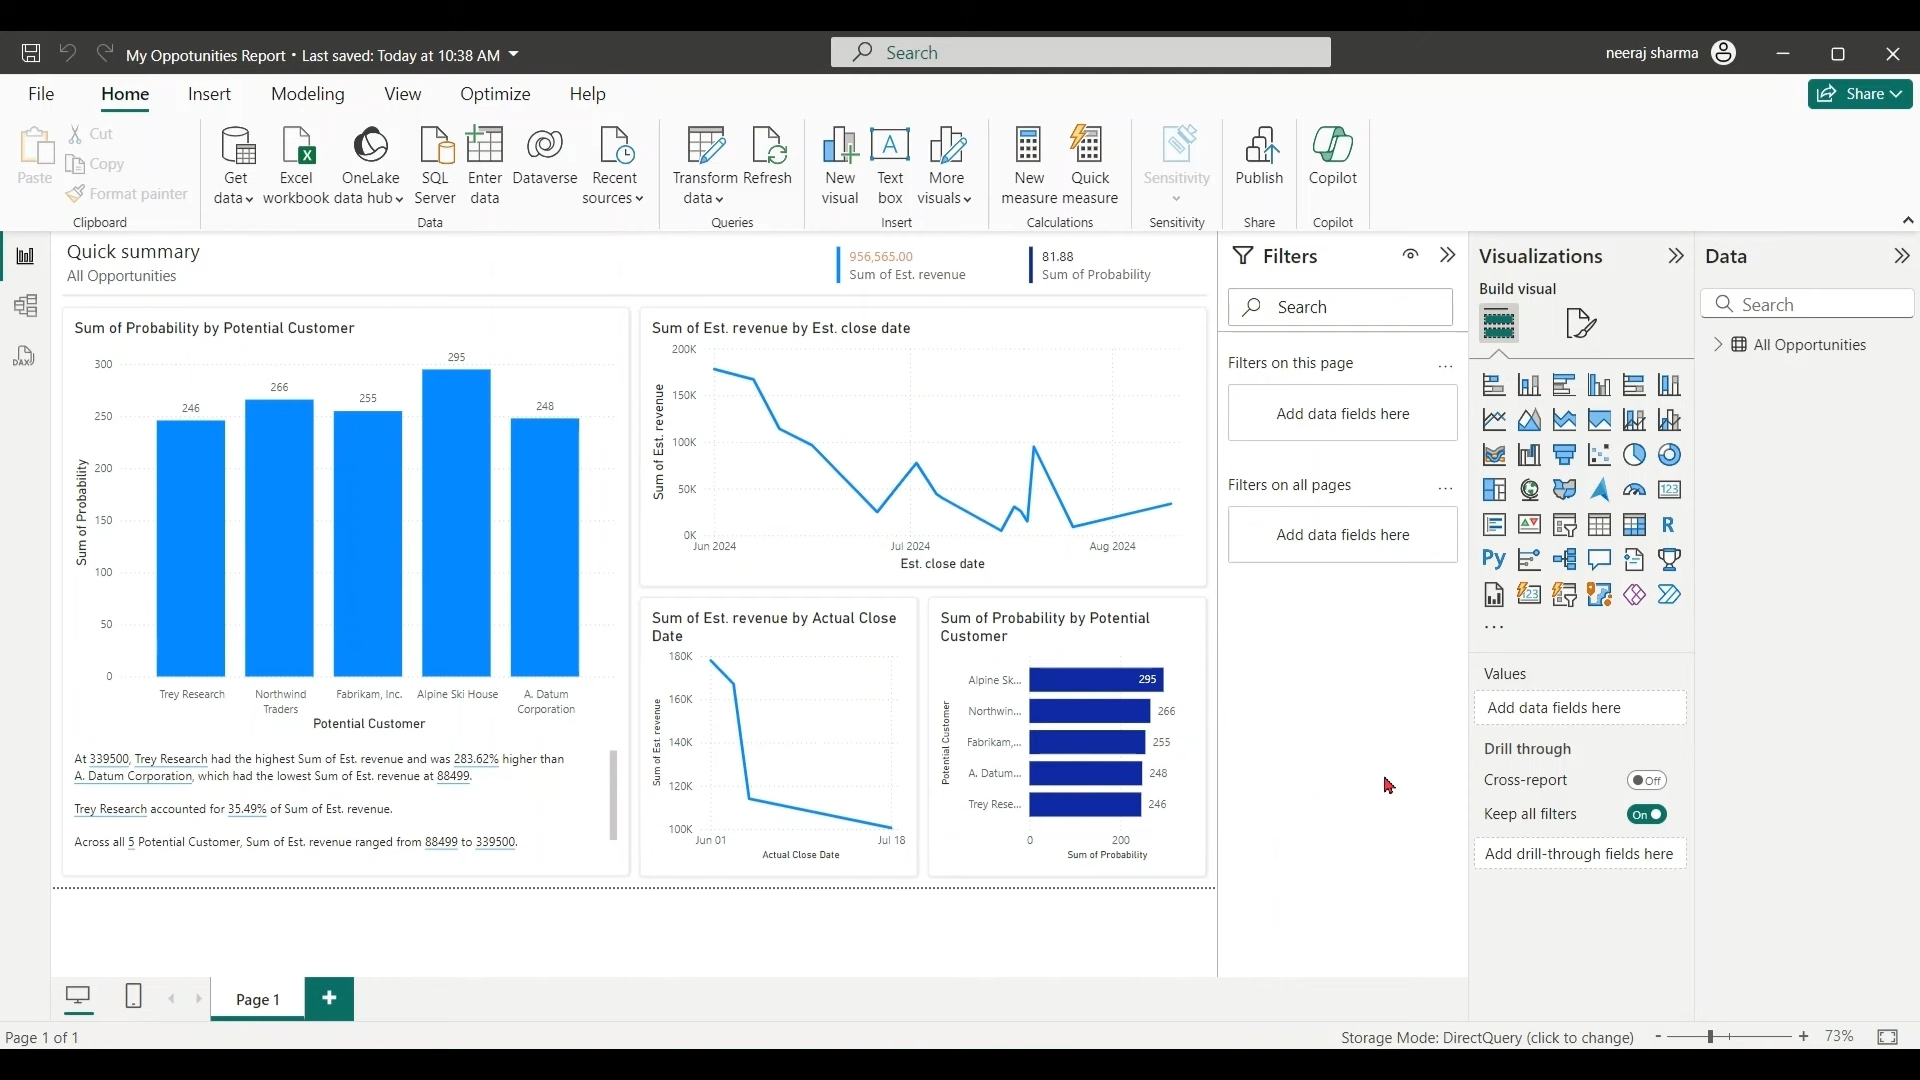 My Oppotunities Report • Last saved: Today at 10:38 AM
Search
neeraj sharma
File
Home
Insert
Modeling
View
Optimize
Help
Share
Paste
Cut
Copy
Format painter
Clipboard
Get data
Excel workbook
OneLake data hub
SQL Server
Enter data
Dataverse
Recent sources
Data
Transform data
Refresh
Queries
New visual
Text box
More visuals
Insert
New measure
Quick measure
Calculations
Sensitivity
Sensitivity
Publish
Share
Copilot
Copilot
DAX
Quick summary
All Opportunities
956,565.00
Sum of Est. revenue
81.88
Sum of Probability
Sum of Probability by Potential Customer
Sum of Probability
300
250
200
150
100
50
0
246
266
255
295
248
Trey Research
Northwind Traders
Fabrikam, Inc.
Alpine Ski House
A. Datum Corporation
Potential Customer
At 339500, Trey Research had the highest Sum of Est. revenue and was 283.62% higher than
A. Datum Corporation, which had the lowest Sum of Est. revenue at 88499.
Trey Research accounted for 35.49% of Sum of Est. revenue.
Across all 5 Potential Customer, Sum of Est. revenue ranged from 88499 to 339500.
Sum of Est. revenue by Est. close date
Sum of Est. revenue
200K
150K
100K
50K
0K
Jun 2024
Jul 2024
Aug 2024
Est. close date
Sum of Est. revenue by Actual Close
Date
Sum of Est. revenue
180K
160K
140K
120K
100K
Jun 01
Jul 18
Actual Close Date
Sum of Probability by Potential
Customer
Potential Customer
Alpine Sk...
295
Northwin...
266
Fabrikam,...
255
A. Datum...
248
Trey Rese...
246
0
200
Sum of Probability
Filters
Search
Filters on this page
...
Add data fields here
Filters on all pages
...
Add data fields here
Visualizations
Build visual
123
R
Py
123
...
Values
Add data fields here
Drill through
Cross-report
Off
Keep all filters
On
Add drill-through fields here
Data
Search
All Opportunities
Page 1
Page 1 of 1
Storage Mode: DirectQuery (click to change)
-
+
73%